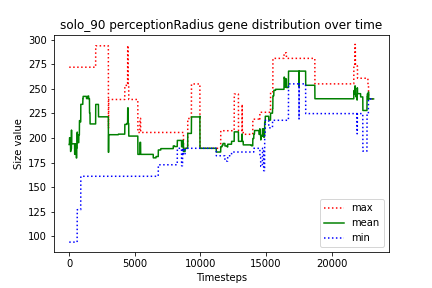 solo_90 perceptionRadius gene distribution over time
300
275
250
225
200
175
150
125
100
Size value
0
5000
10000
15000
20000
Timesteps
max
mean
min